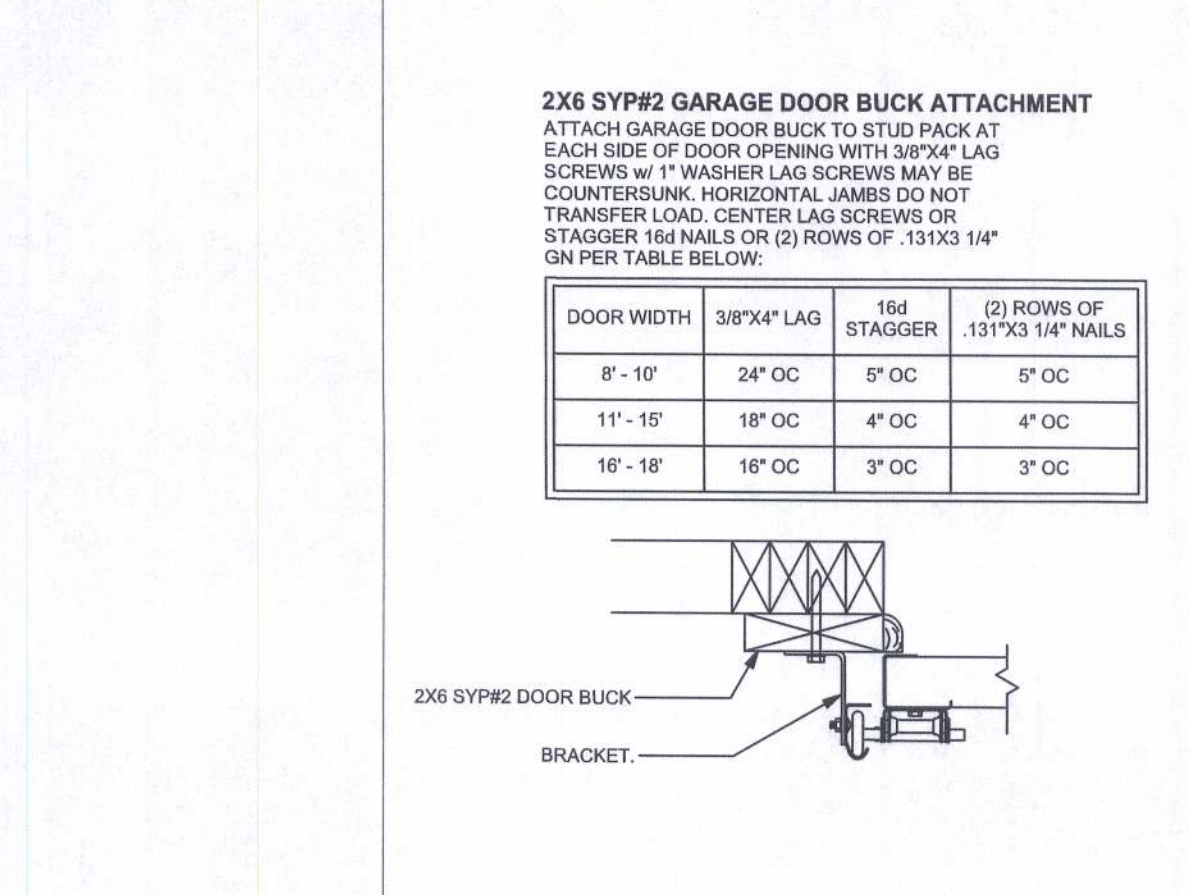 2X6 SYP#2 GARAGE DOOR BUCK ATTACHMENT
ATTACH GARAGE DOOR BUCK TO STUD PACK AT
EACH SIDE OF DOOR OPENING WITH 3/8"X4" LAG
SCREWS w/ 1" WASHER LAG SCREWS MAY BE
COUNTERSUNK. HORIZONTAL JAMBS DO NOT
TRANSFER LOAD. CENTER LAG SCREWS OR
STAGGER 16d NAILS OR (2) ROWS OF .131X3 1/4"
GN PER TABLE BELOW:
DOOR WIDTH 3/8"X4" LAG 16d STAGGER (2) ROWS OF .131"X3 1/4" NAILS
8' - 10' 24" OC 5" OC 5" OC
11' - 15' 18" OC 4" OC 4" OC
16' - 18' 16" OC 3" OC 3" OC
2X6 SYP#2 DOOR BUCK
BRACKET.